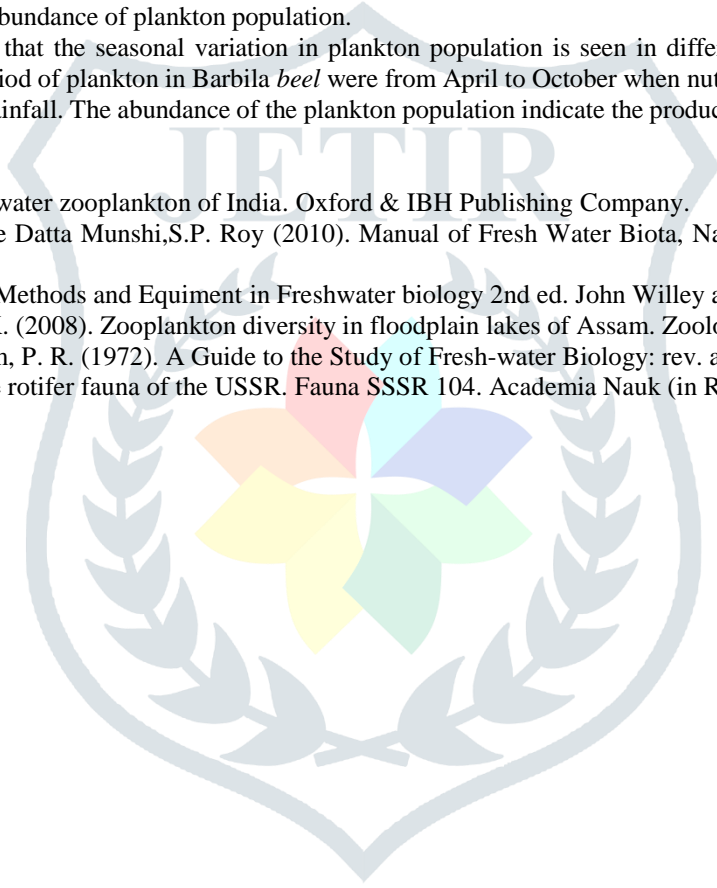 bundance of plankton population.
that the seasonal variation in plankton population is seen in differ
iod of plankton in Barbila beel were from April to October when nut
infall. The abundance of the plankton population indicate the produc
JETIR
water zooplankton of India. Oxford & IBH Publishing Company.
e Datta Munshi,S.P. Roy (2010). Manual of Fresh Water Biota, Na
Methods and Equiment in Freshwater biology 2nd ed. John Willey a
. (2008). Zooplankton diversity in floodplain lakes of Assam. Zoolo
, P. R. (1972). A Guide to the Study of Fresh-water Biology: rev. a
rotifer fauna of the USSR. Fauna SSSR 104. Academia Nauk (in R